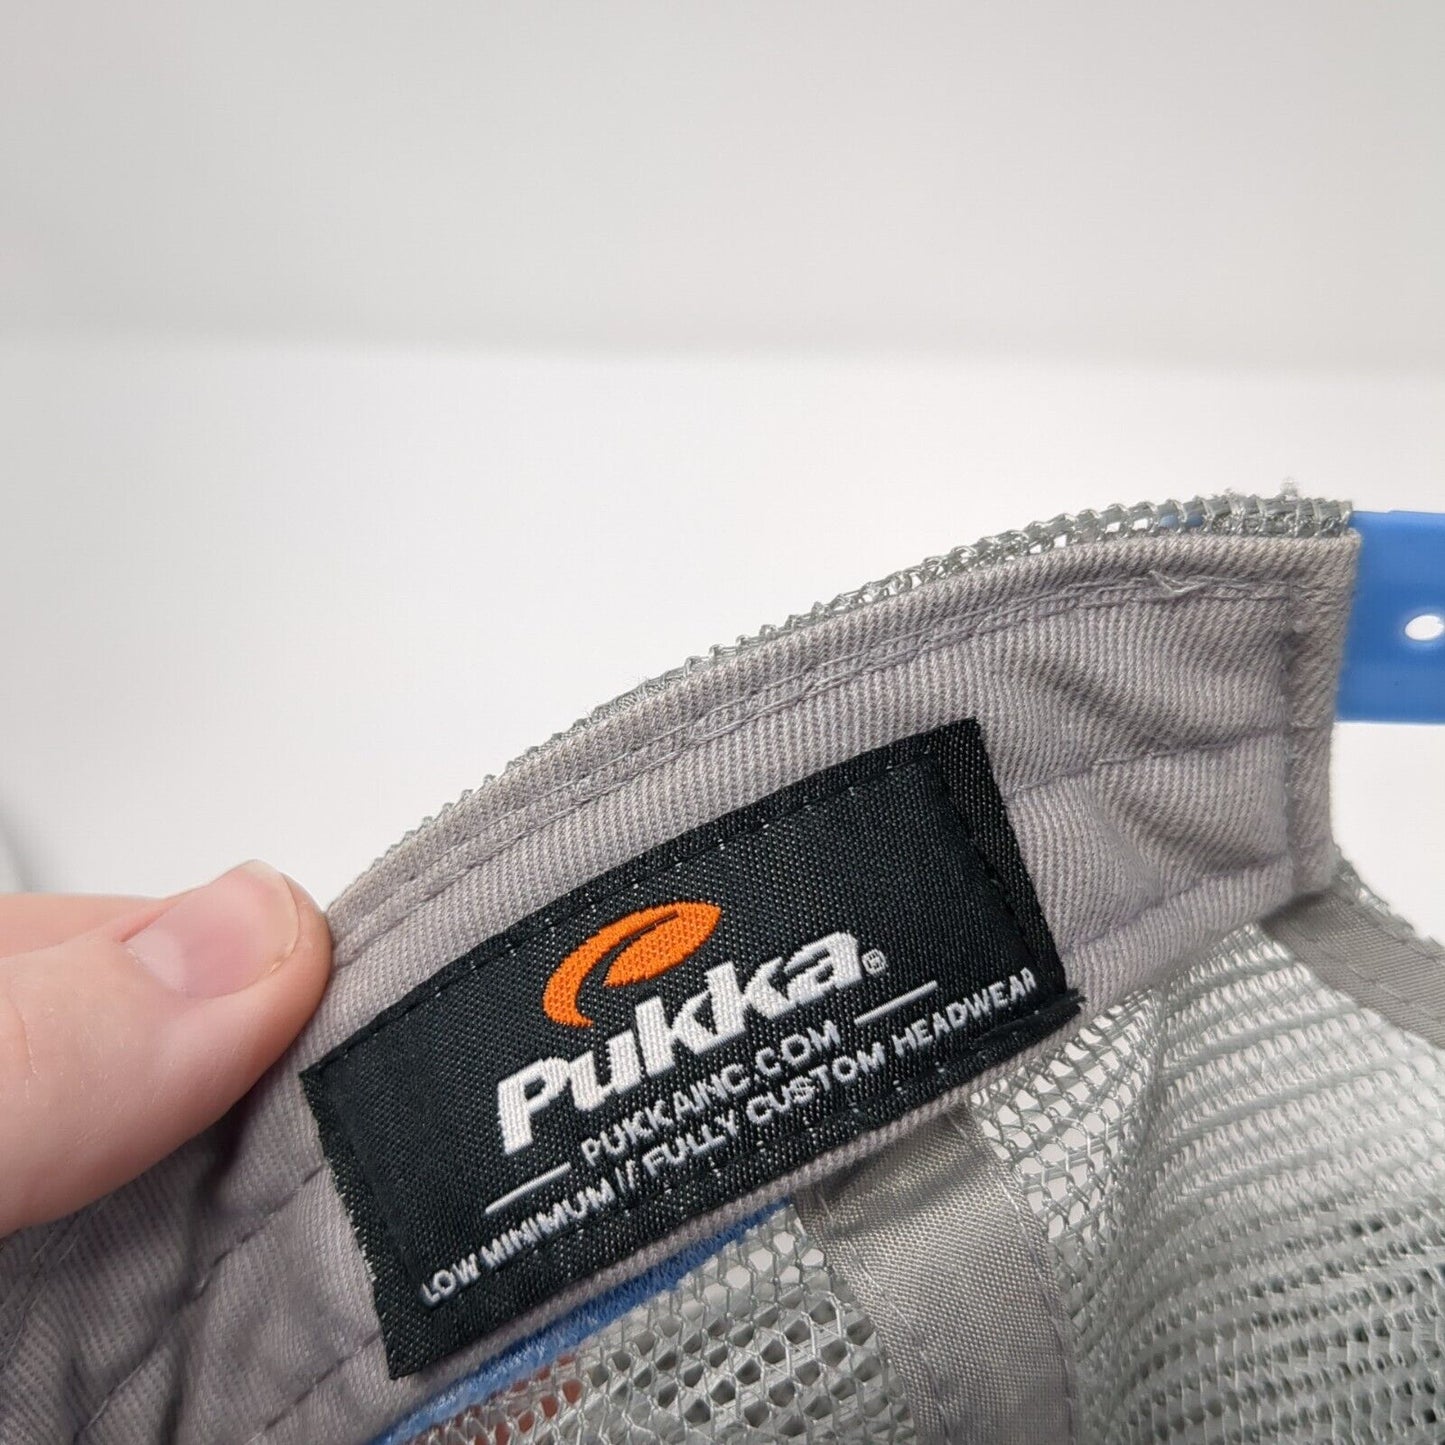 Pukka®
PUKKAINC.COM
LOW MINIMUM // FULLY CUSTOM HEADWEAR